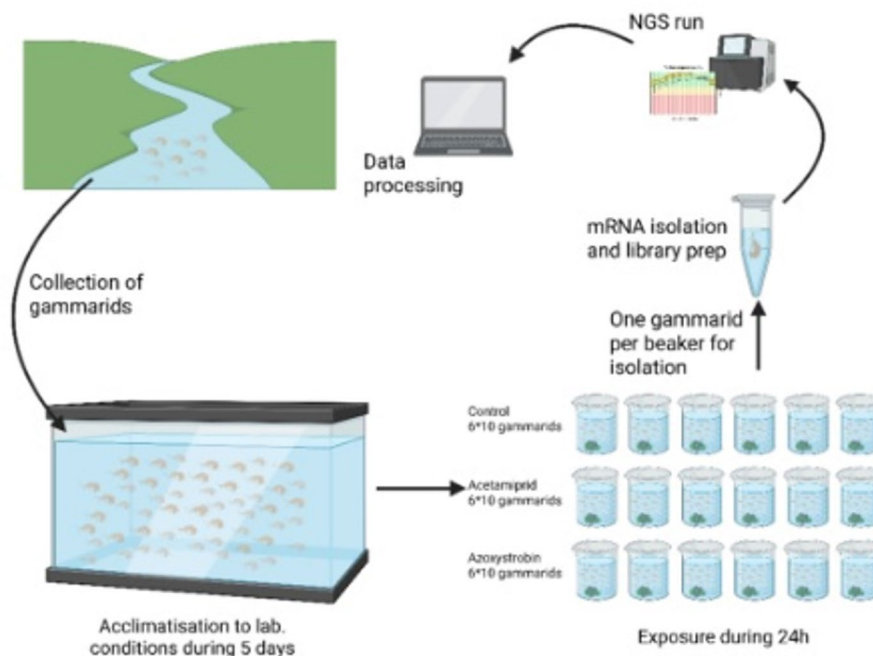 Collection of
gammarids
Acclimatisation to lab.
conditions during 5 days
Control
6*10 gammarids
Acetamiprid
6*10 gammarids
Azoxystrobin
6*10 gammarids
Exposure during 24h
One gammarid
per beaker for
isolation
mRNA isolation
and library prep
NGS run
Data
processing